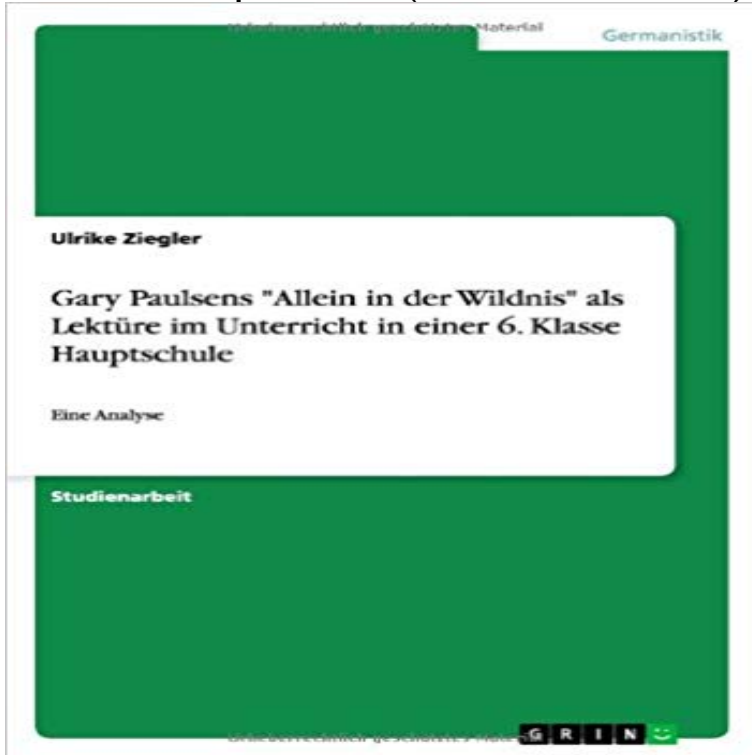 Material
Germanistik
Ulrike Ziegler
Gary Paulsens "Allein in der Wildnis" als
Lektüre im Unterricht in einer 6. Klasse
Hauptschule
Eine Analyse
Studienarbeit
GRIN